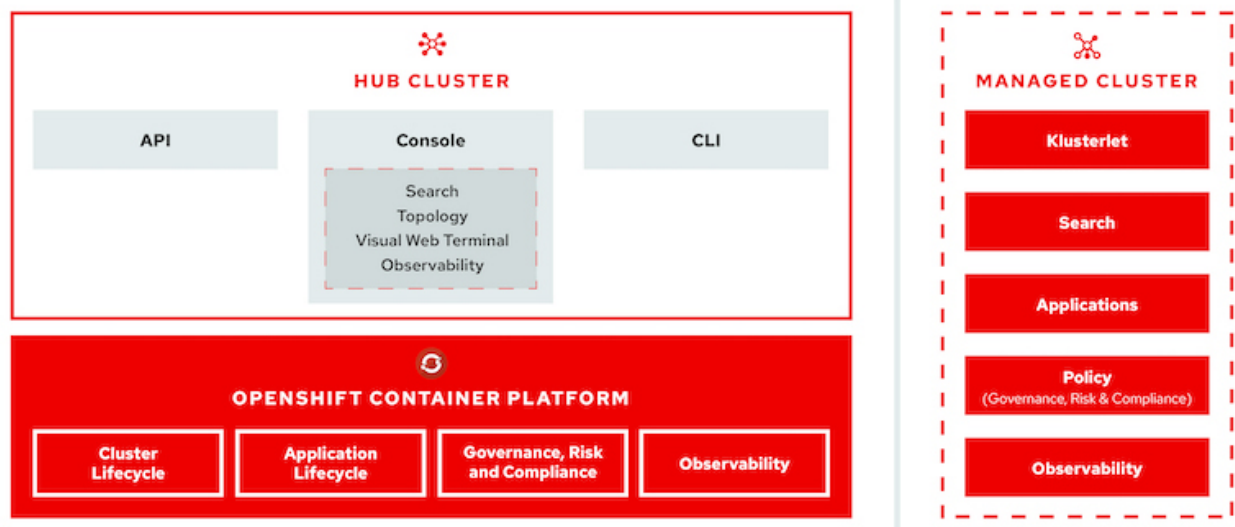 HUB CLUSTER
API
Console
Search
Topology
Visual Web Terminal
Observability
CLI
OPENSHIFT CONTAINER PLATFORM
Cluster
Lifecycle
Application
Lifecycle
Governance, Risk
and Compliance
Observability
MANAGED CLUSTER
Klusterlet
Search
Applications
Policy
(Governance, Risk & Compliance)
Observability